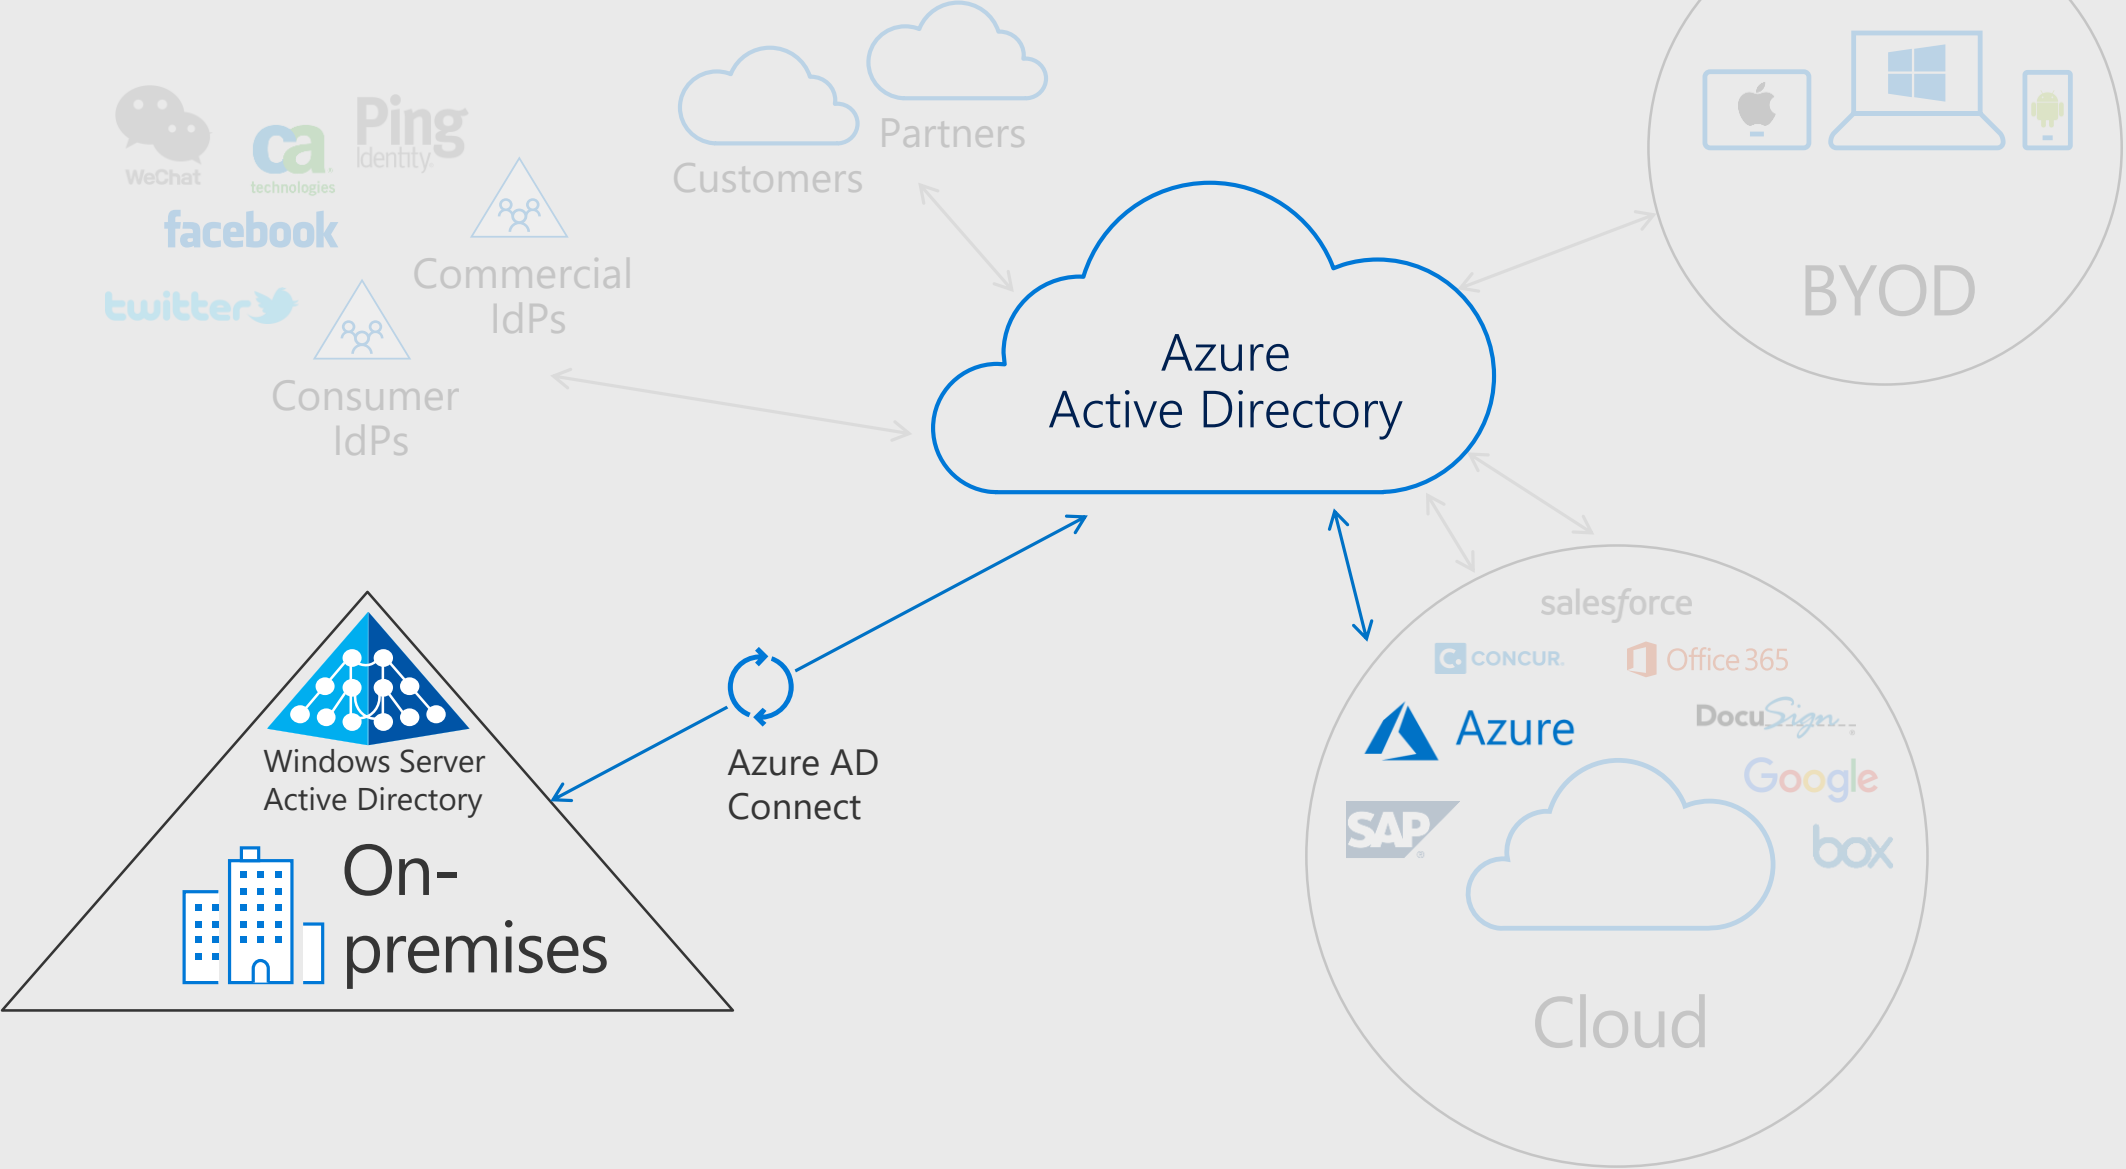 Partners
Customers
WeChat
ca
technologies
Ping
Identity
facebook
twitter
Commercial
IdPs
Consumer
IdPs
BYOD
Azure
Active Directory
Windows Server
Active Directory
On-
premises
Azure AD
Connect
salesforce
C. CONCUR.
Office 365
Azure
DocuSign
Google
SAP
®
box
Cloud